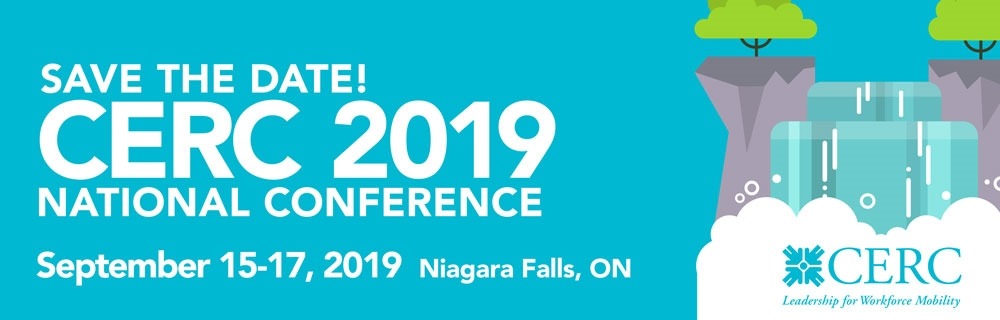 SAVE THE DATE!
CERC 2019
NATIONAL CONFERENCE
September 15-17, 2019 Niagara Falls, ON
CERC
Leadership for Workforce Mobility